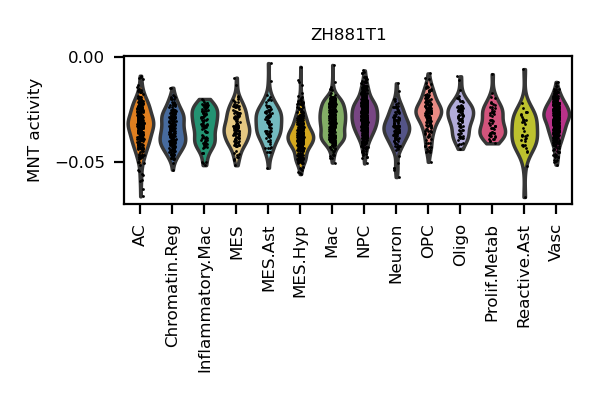 ZH881T1
MNT activity
0.00
−0.05
AC
Chromatin.Reg
Inflammatory.Mac
MES
MES.Ast
MES.Hyp
Mac
NPC
Neuron
OPC
Oligo
Prolif.Metab
Reactive.Ast
Vasc